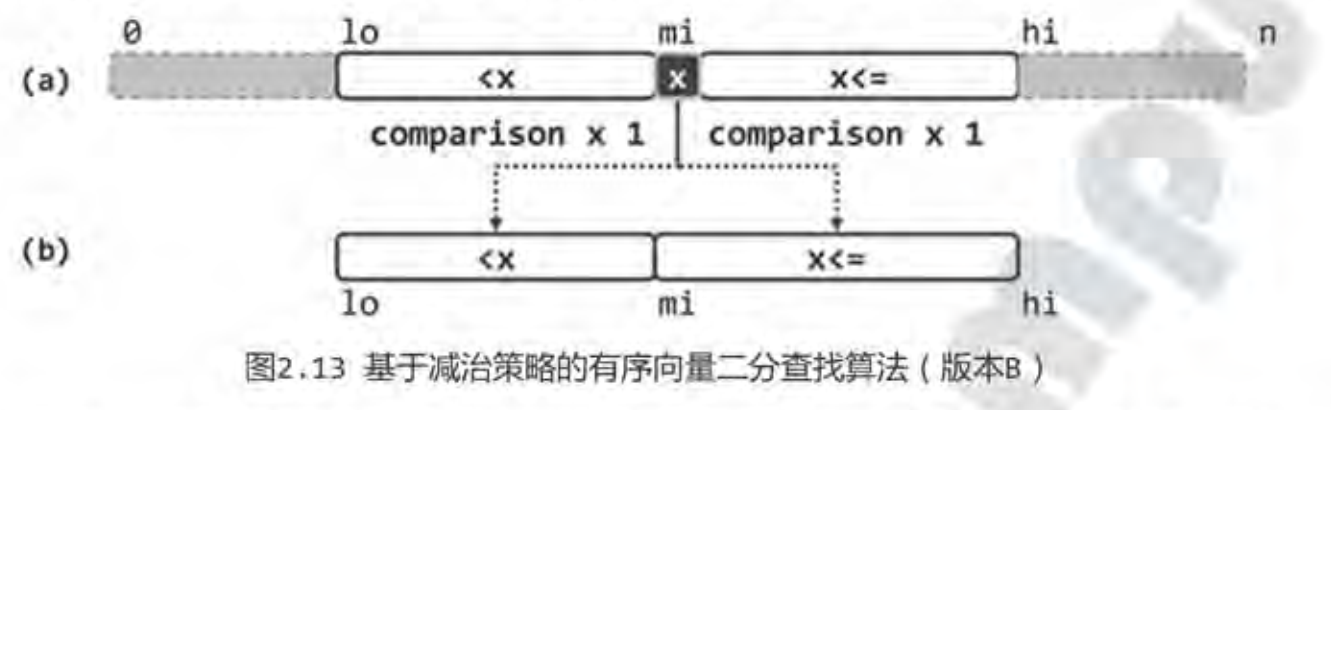 0 lo mi hi n
(a) <x x x<=
comparison x 1 comparison x 1
(b) <x x<=
lo mi hi
图2.13 基于减治策略的有序向量二分查找算法（版本B）